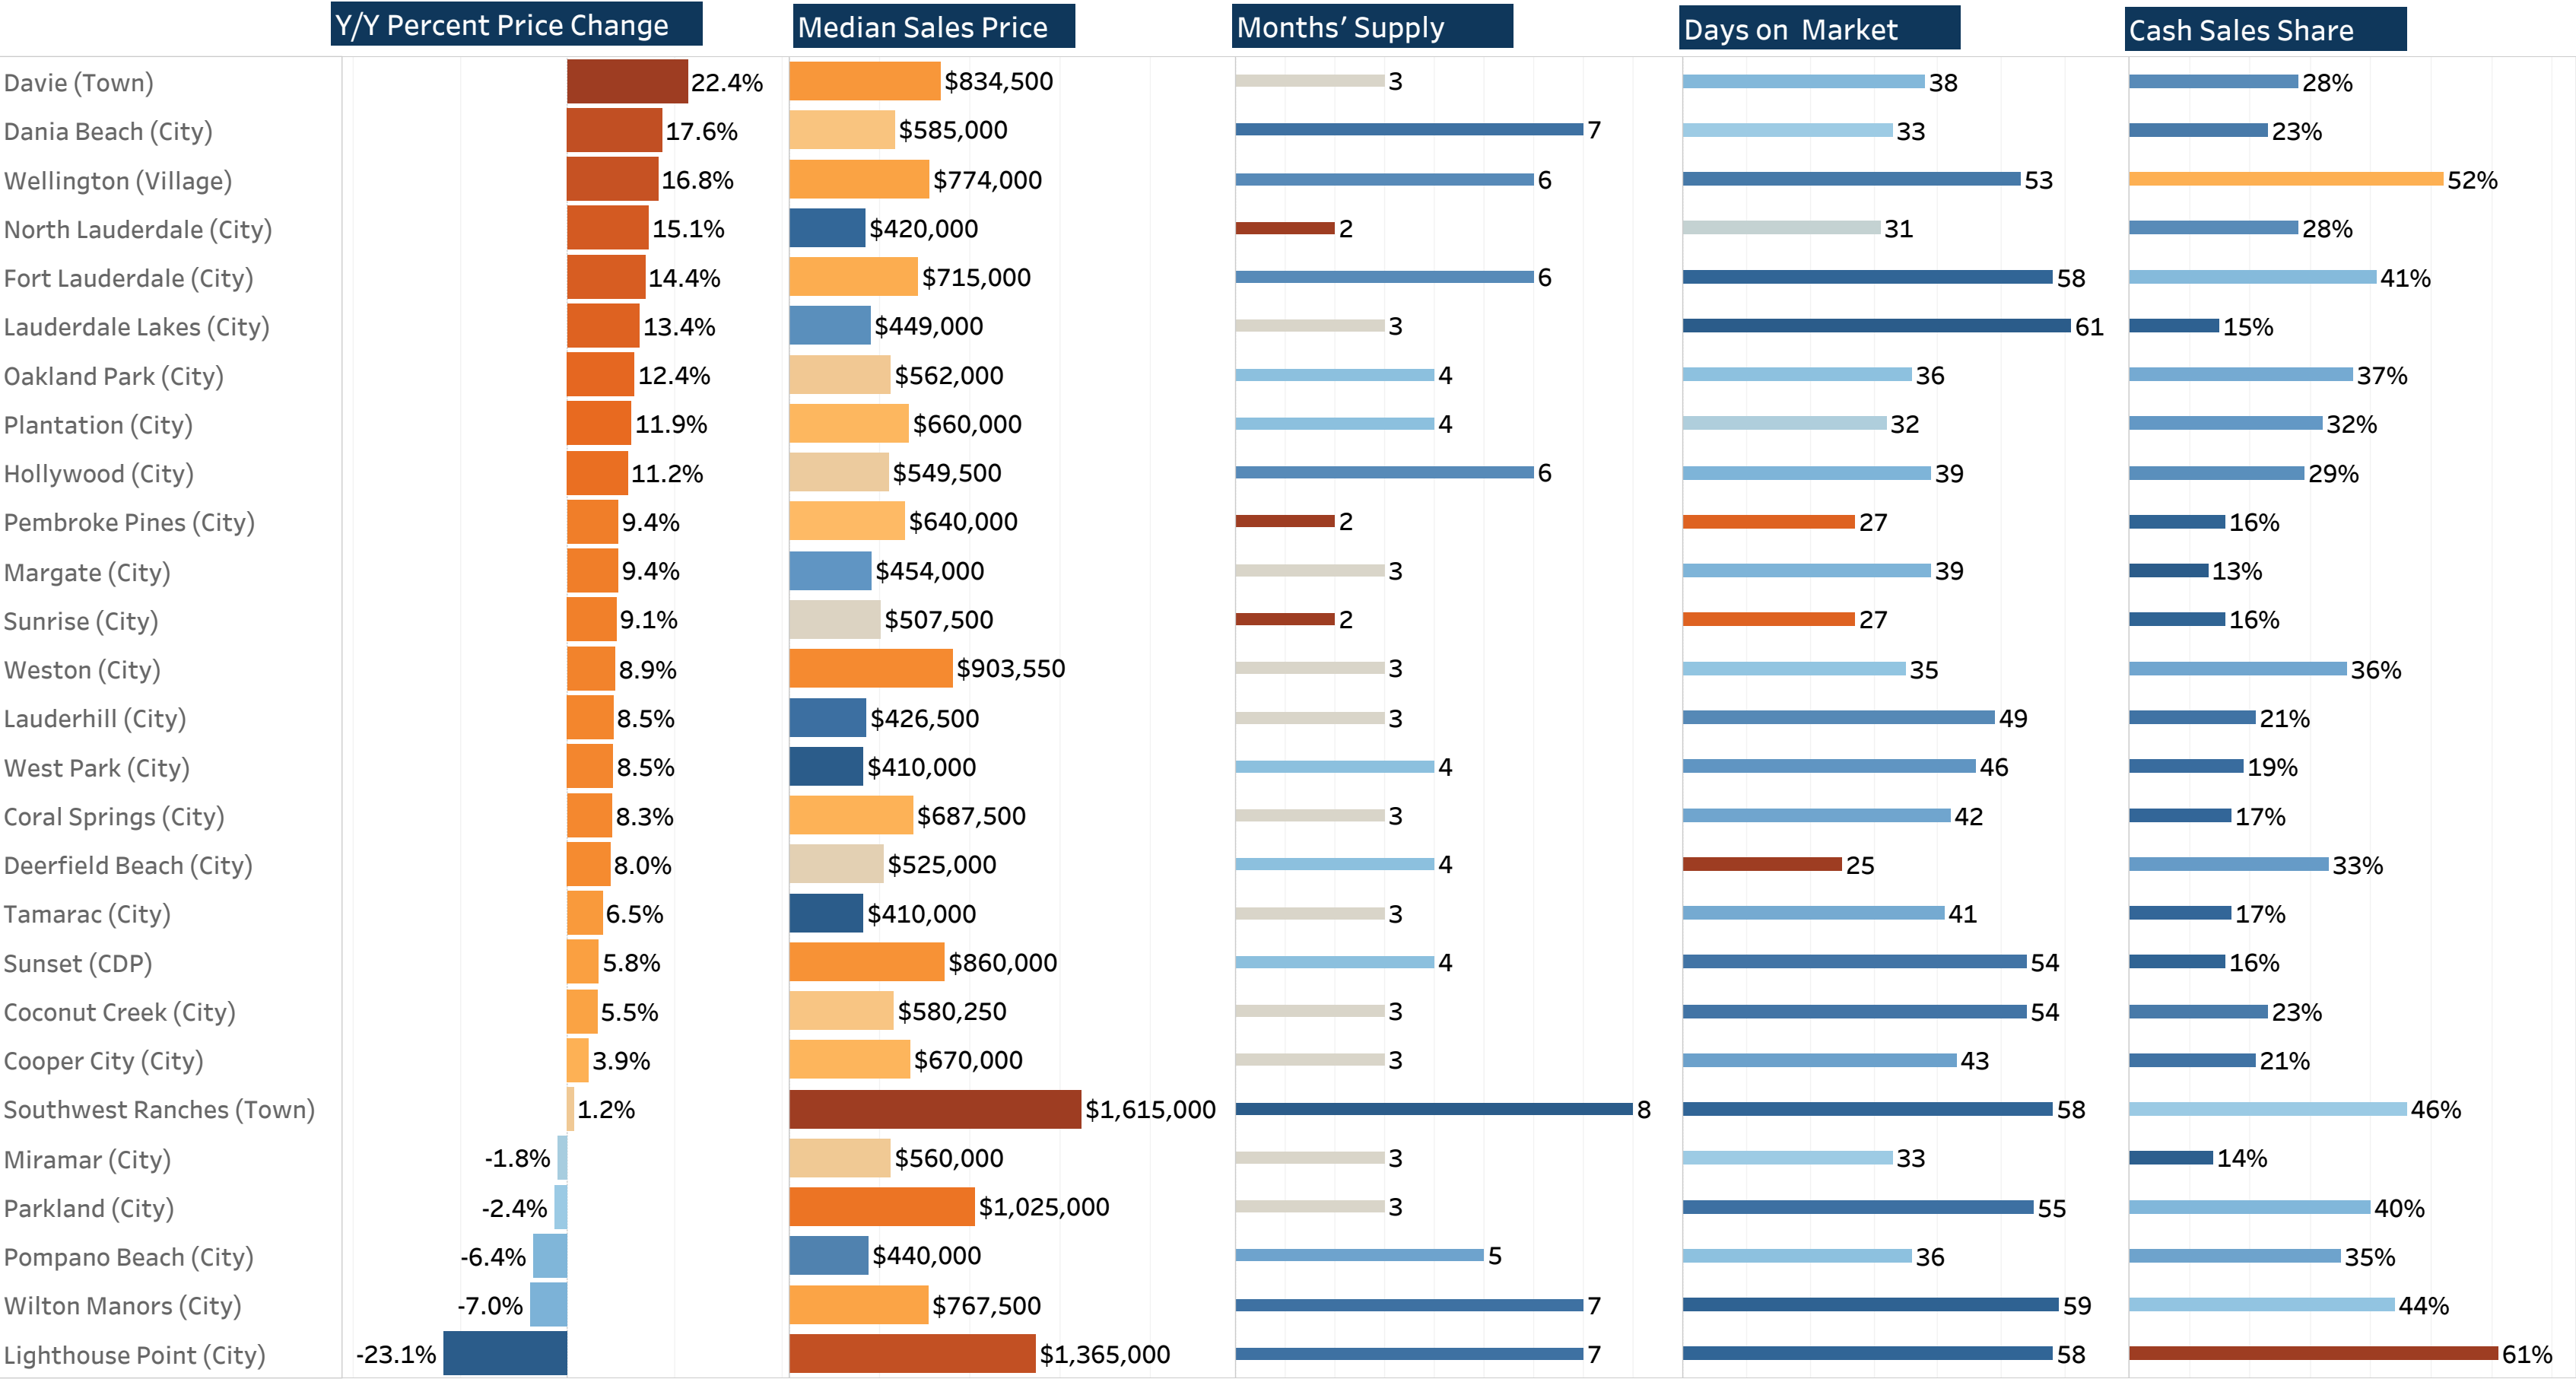 Y/Y Percent Price Change Median Sales Price Months’ Supply Days on Market Cash Sales Share
Davie (Town) 22.4% $834,500 3 38 28%
Dania Beach (City) 17.6% $585,000 7 33 23%
Wellington (Village) 16.8% $774,000 6 53 52%
North Lauderdale (City) 15.1% $420,000 2 31 28%
Fort Lauderdale (City) 14.4% $715,000 6 58 41%
Lauderdale Lakes (City) 13.4% $449,000 3 61 15%
Oakland Park (City) 12.4% $562,000 4 36 37%
Plantation (City) 11.9% $660,000 4 32 32%
Hollywood (City) 11.2% $549,500 6 39 29%
Pembroke Pines (City) 9.4% $640,000 2 27 16%
Margate (City) 9.4% $454,000 3 39 13%
Sunrise (City) 9.1% $507,500 2 27 16%
Weston (City) 8.9% $903,550 3 35 36%
Lauderhill (City) 8.5% $426,500 3 49 21%
West Park (City) 8.5% $410,000 4 46 19%
Coral Springs (City) 8.3% $687,500 3 42 17%
Deerfield Beach (City) 8.0% $525,000 4 25 33%
Tamarac (City) 6.5% $410,000 3 41 17%
Sunset (CDP) 5.8% $860,000 4 54 16%
Coconut Creek (City) 5.5% $580,250 3 54 23%
Cooper City (City) 3.9% $670,000 3 43 21%
Southwest Ranches (Town) 1.2% $1,615,000 8 58 46%
Miramar (City) -1.8% $560,000 3 33 14%
Parkland (City) -2.4% $1,025,000 3 55 40%
Pompano Beach (City) -6.4% $440,000 5 36 35%
Wilton Manors (City) -7.0% $767,500 7 59 44%
Lighthouse Point (City) -23.1% $1,365,000 7 58 61%